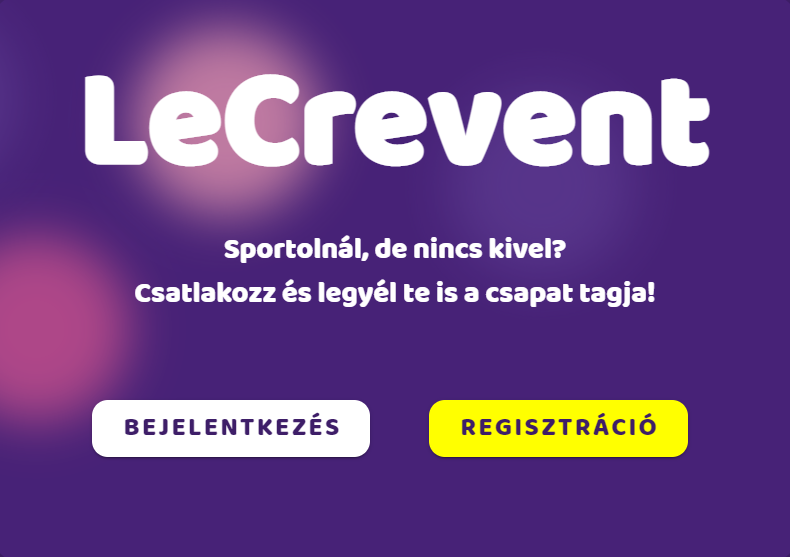 LeCrevent
Sportolnál, de nincs kivel?
Csatlakozz és legyél te is a csapat tagja!
BEJELENTKEZÉS REGISZTRÁCIÓ